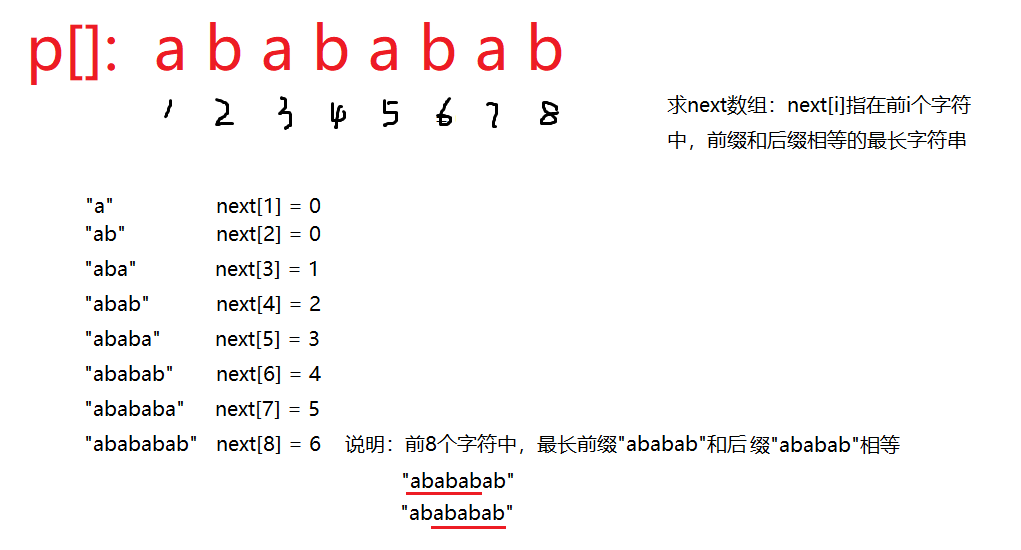 p[]: a b a b a b a b
1 2 3 4 5 6 7 8
求next数组：next[i]指在前i个字符
中，前缀和后缀相等的最长字符串
"a" next[1] = 0
"ab" next[2] = 0
"aba" next[3] = 1
"abab" next[4] = 2
"ababa" next[5] = 3
"ababab" next[6] = 4
"abababa" next[7] = 5
"abababab" next[8] = 6 说明：前8个字符中，最长前缀"ababab"和后缀"ababab"相等
"abababab"
"abababab"